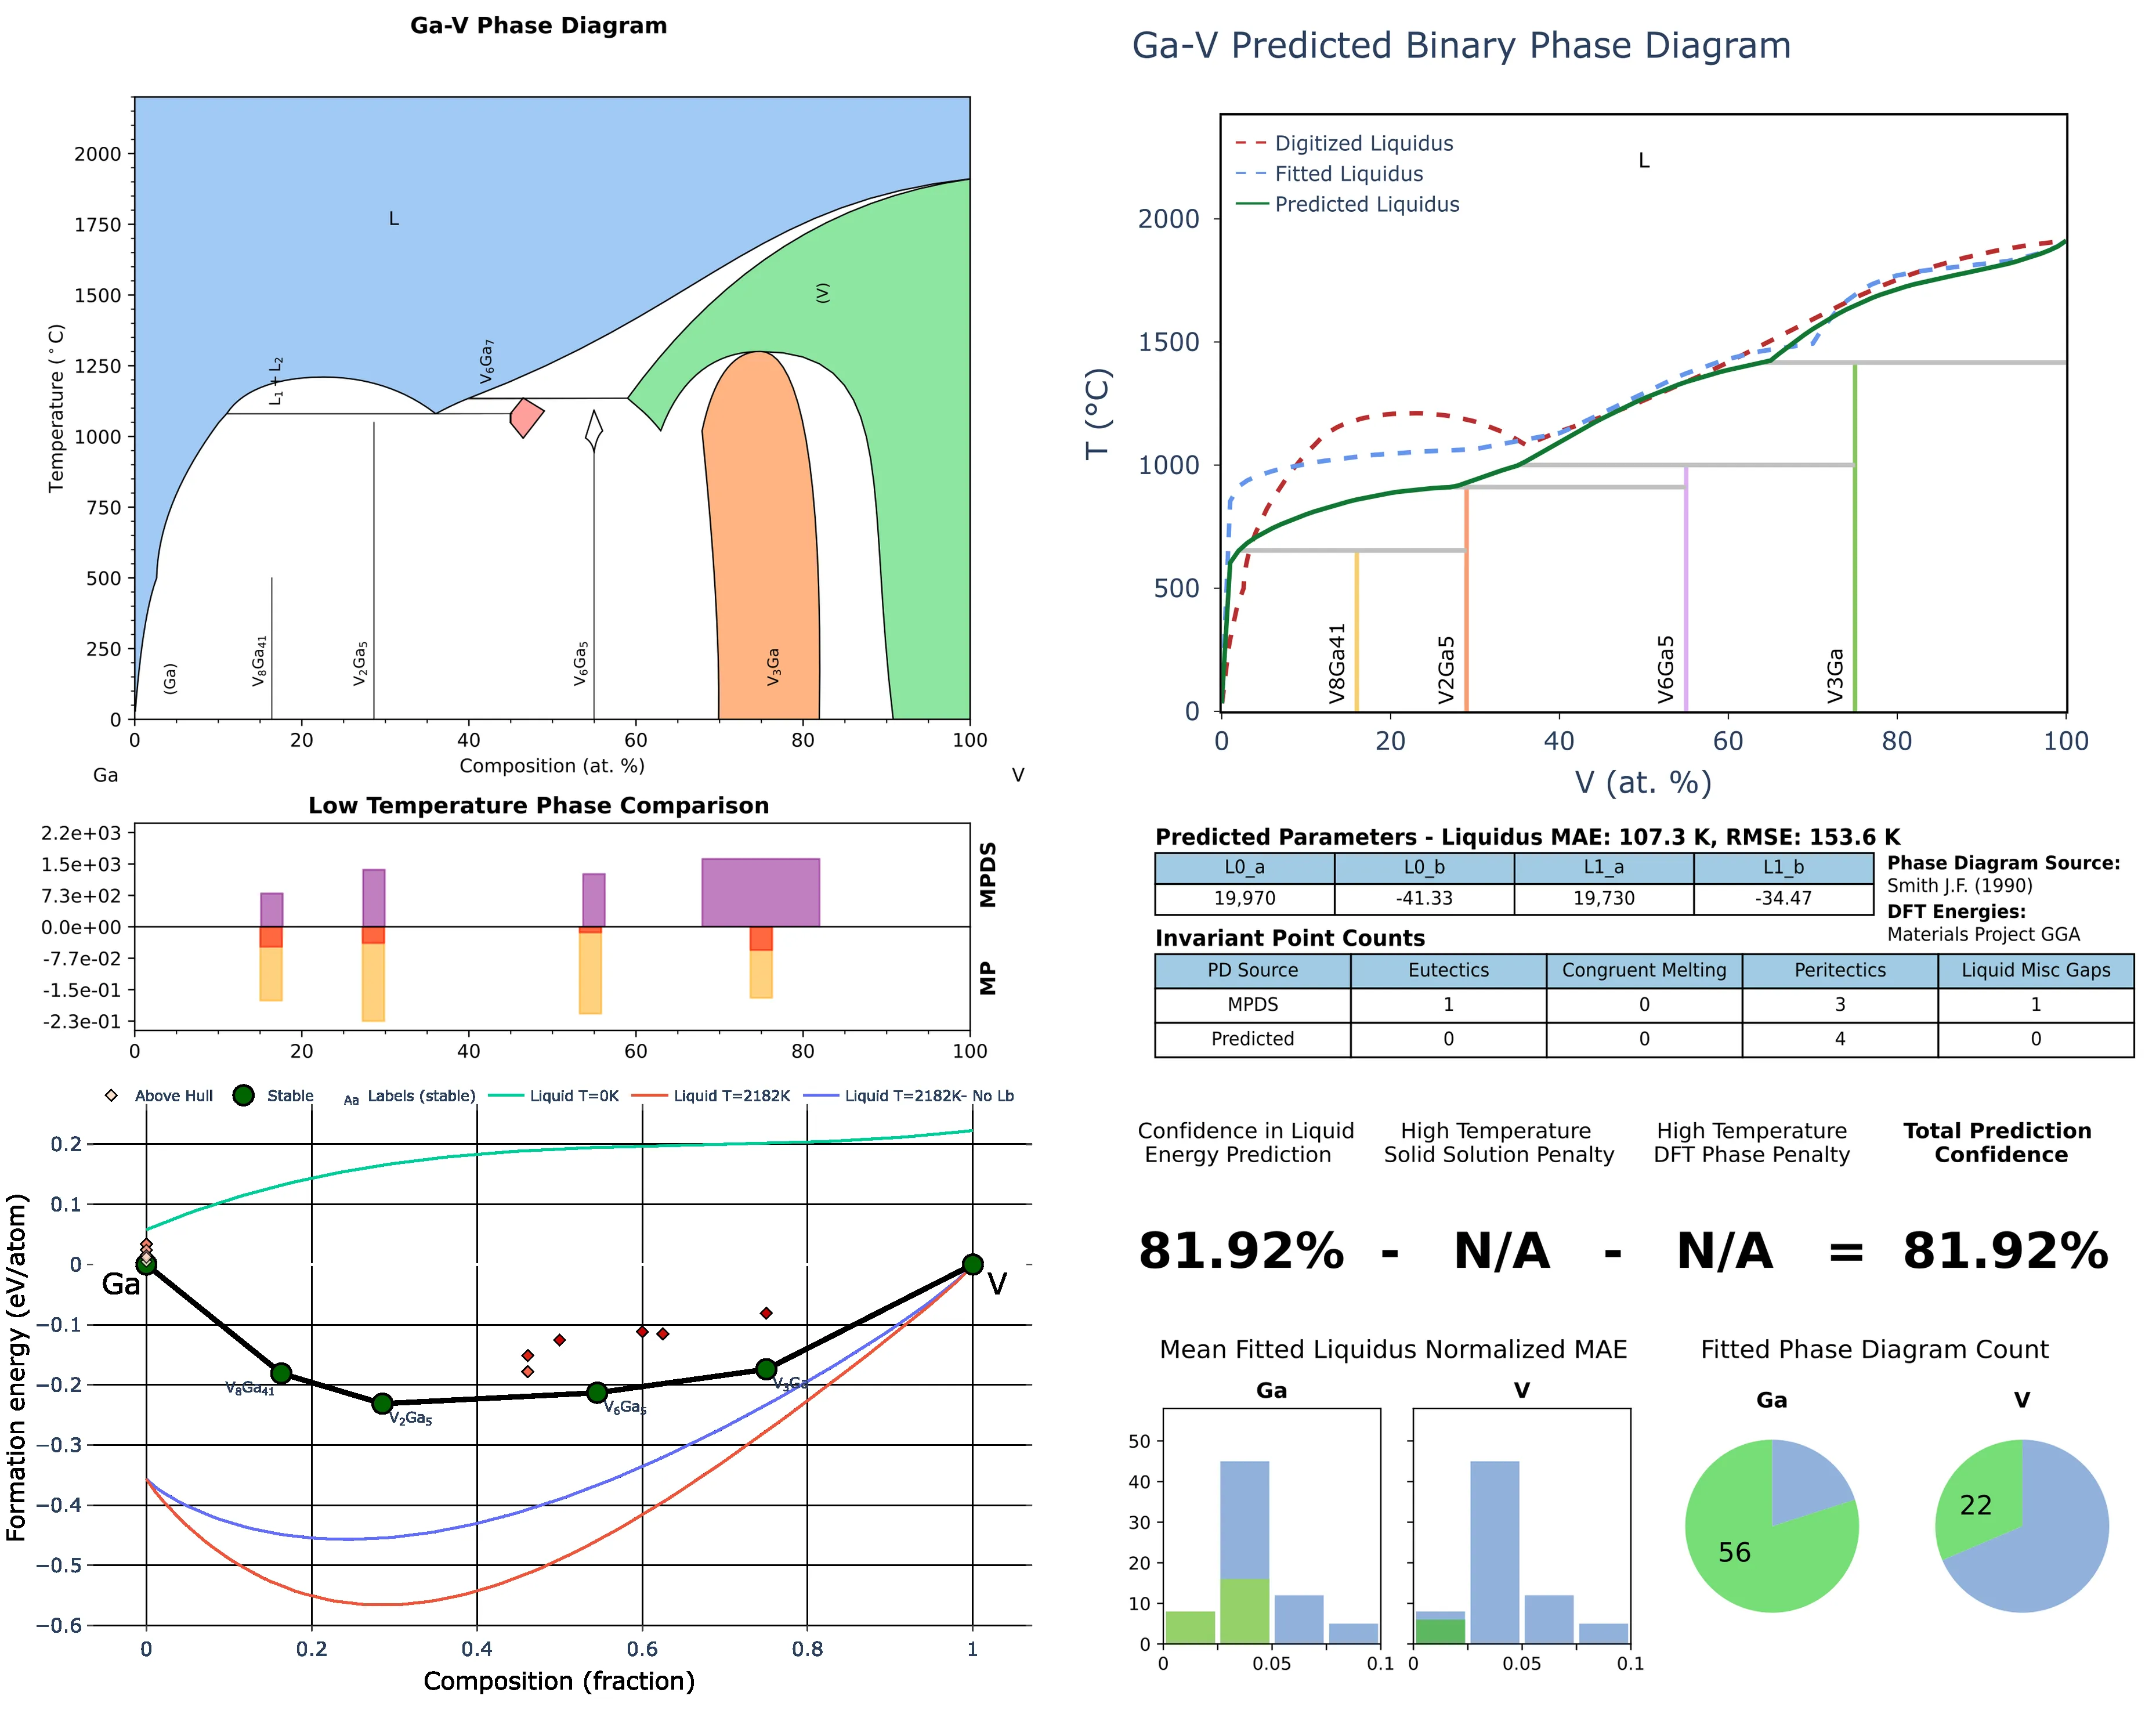 Ga-V Phase Diagram
Temperature (°C)
2000
1750
1500
1250
1000
750
500
250
0
L
L₁ + L₂
V₆Ga₇
(V)
(Ga)
V₈Ga₄₁
V₂Ga₅
V₆Ga₅
V₃Ga
0 20 40 60 80 100
Composition (at. %)
Ga V
Low Temperature Phase Comparison
2.2e+03
1.5e+03
7.3e+02
0.0e+00
-7.7e-02
-1.5e-01
-2.3e-01
MPDS
MP
0 20 40 60 80 100
Above Hull Stable Aa Labels (stable) Liquid T=0K Liquid T=2182K Liquid T=2182K- No Lb
Formation energy (eV/atom)
0.2
0.1
0
−0.1
−0.2
−0.3
−0.4
−0.5
−0.6
Ga
V
V₈Ga₄₁
V₂Ga₅
V₆Ga₅
V₃Ga
0 0.2 0.4 0.6 0.8 1
Composition (fraction)
Ga-V Predicted Binary Phase Diagram
Digitized Liquidus
Fitted Liquidus
Predicted Liquidus
L
T (°C)
2000
1500
1000
500
0
V8Ga41
V2Ga5
V6Ga5
V3Ga
0 20 40 60 80 100
V (at. %)
Predicted Parameters - Liquidus MAE: 107.3 K, RMSE: 153.6 K
L0_a L0_b L1_a L1_b
19,970 -41.33 19,730 -34.47
Phase Diagram Source:
Smith J.F. (1990)
DFT Energies:
Materials Project GGA
Invariant Point Counts
PD Source Eutectics Congruent Melting Peritectics Liquid Misc Gaps
MPDS 1 0 3 1
Predicted 0 0 4 0
Confidence in Liquid
Energy Prediction
High Temperature
Solid Solution Penalty
High Temperature
DFT Phase Penalty
Total Prediction
Confidence
81.92% - N/A - N/A = 81.92%
Mean Fitted Liquidus Normalized MAE
Ga V
50
40
30
20
10
0
0 0.05 0.1
0 0.05 0.1
Fitted Phase Diagram Count
Ga V
56
22